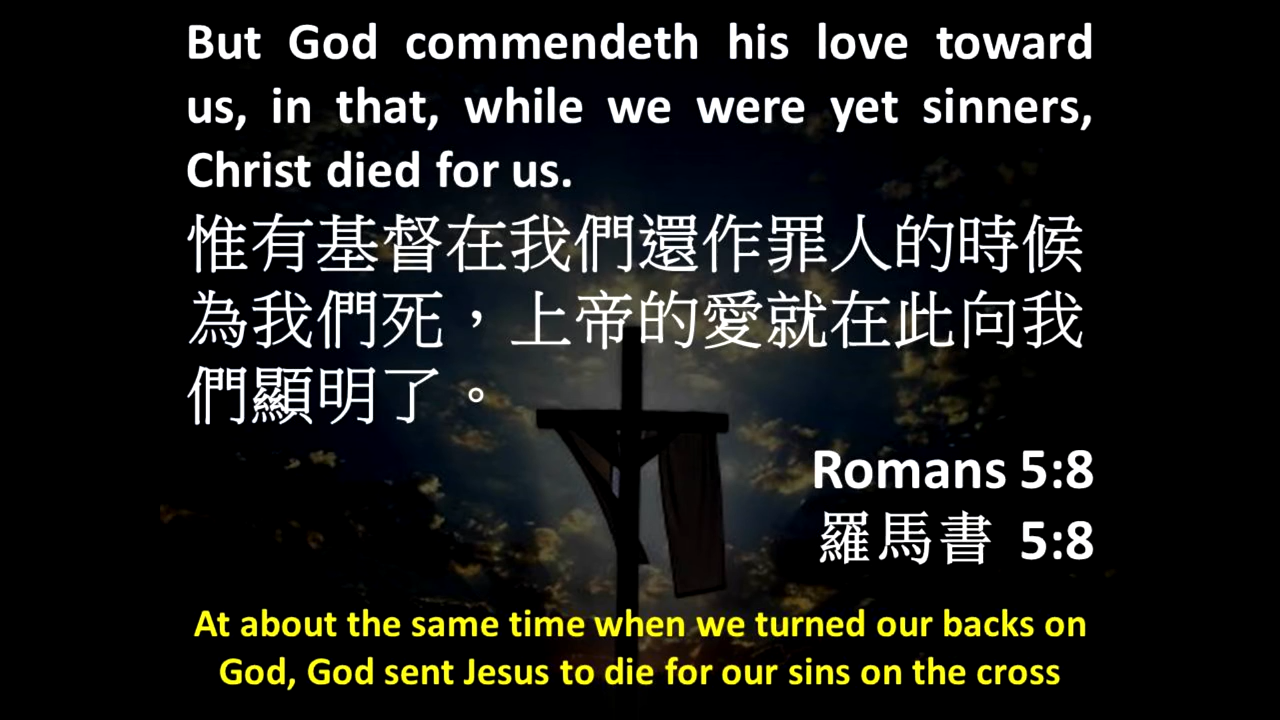 But God commendeth his love toward
us, in that, while we were yet sinners,
Christ died for us.
惟有基督在我們還作罪人的時候
為我們死，上帝的愛就在此向我
們顯明了。
Romans 5:8
羅馬書 5:8
At about the same time when we turned our backs on
God, God sent Jesus to die for our sins on the cross